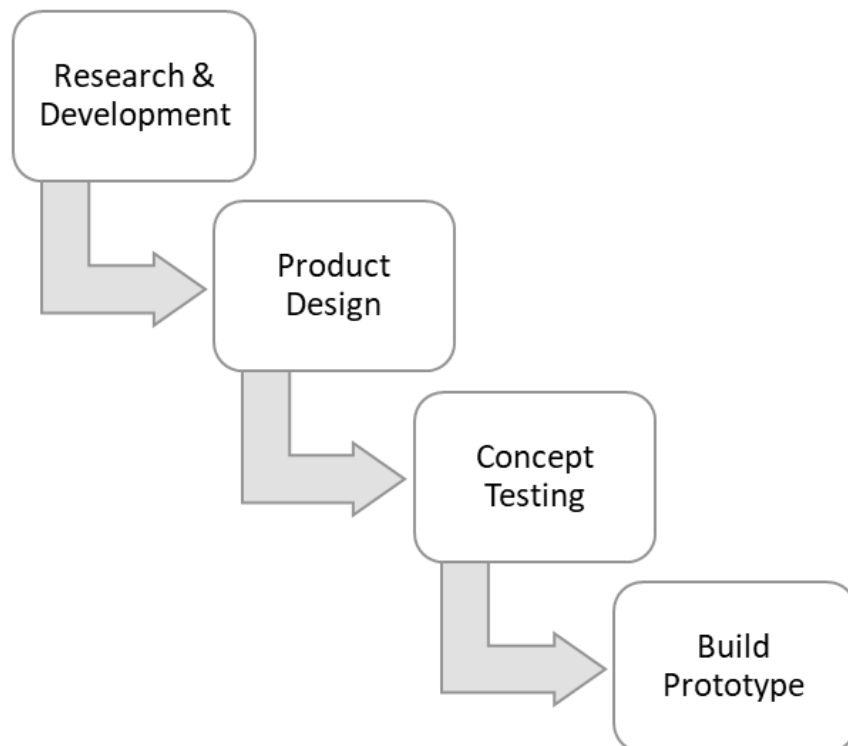 Research &
Development
Product
Design
Concept
Testing
Build
Prototype